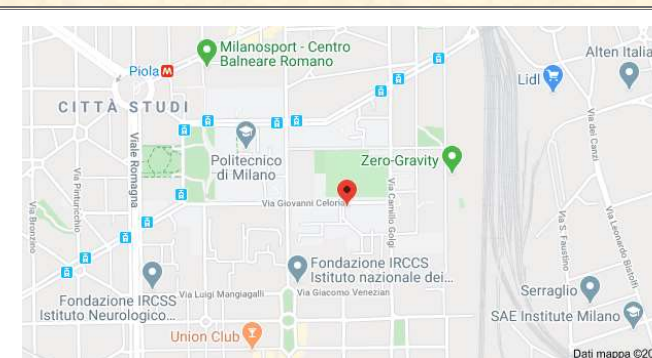 Milanosport - Centro
Balneare Romano
Alten Italia
Piola M
Lidl
CITTÀ STUDI
Via dei Canzi
Politecnico
di Milano
Zero-Gravity
Viale Romagna
Via Pinturicchio
Via Bronzino
Via Giovanni Celoria
Via Camillo Golgi
Via S. Faustino
Via Leonardo Bistolfi
Fondazione IRCCS
Istituto nazionale dei...
Fondazione IRCSS
Istituto Neurologico...
Via Luigi Mangiagalli
Via Giacomo Venezian
Serraglio
SAE Institute Milano
Union Club
Dati mappa ©20